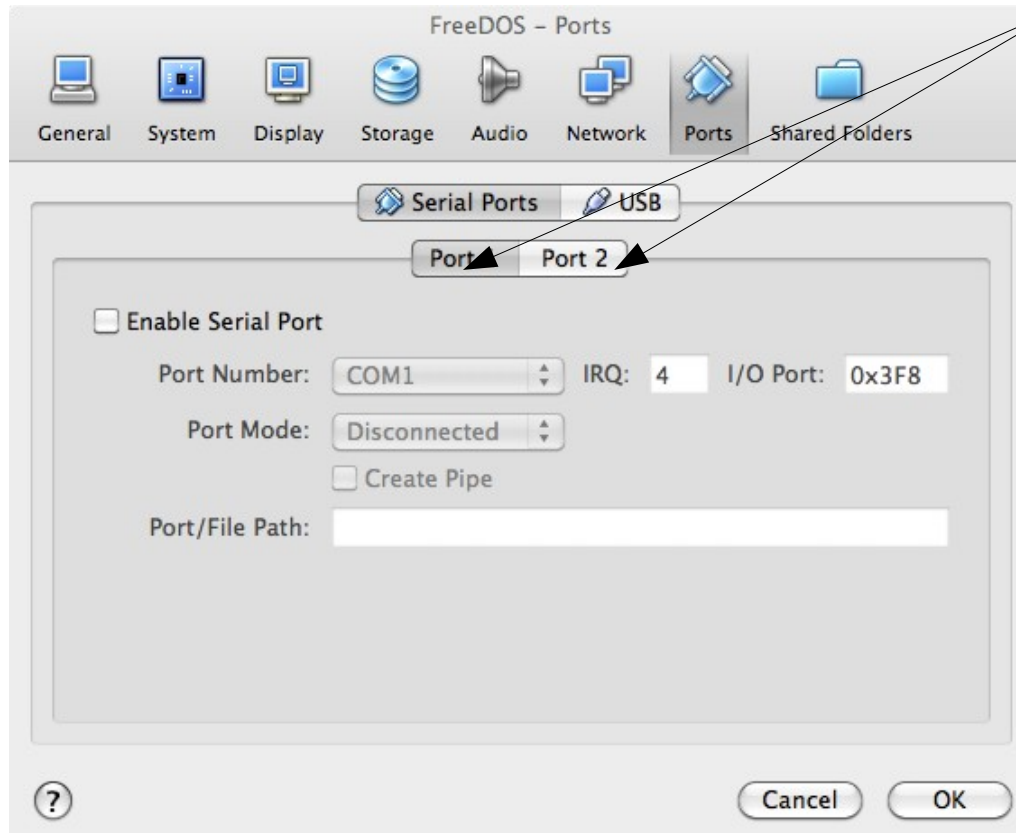 FreeDOS – Ports
General System Display Storage Audio Network Ports Shared Folders
Serial Ports USB
Port Port 2
Enable Serial Port
Port Number: COM1 IRQ: 4 I/O Port: 0x3F8
Port Mode: Disconnected
Create Pipe
Port/File Path:
? Cancel OK